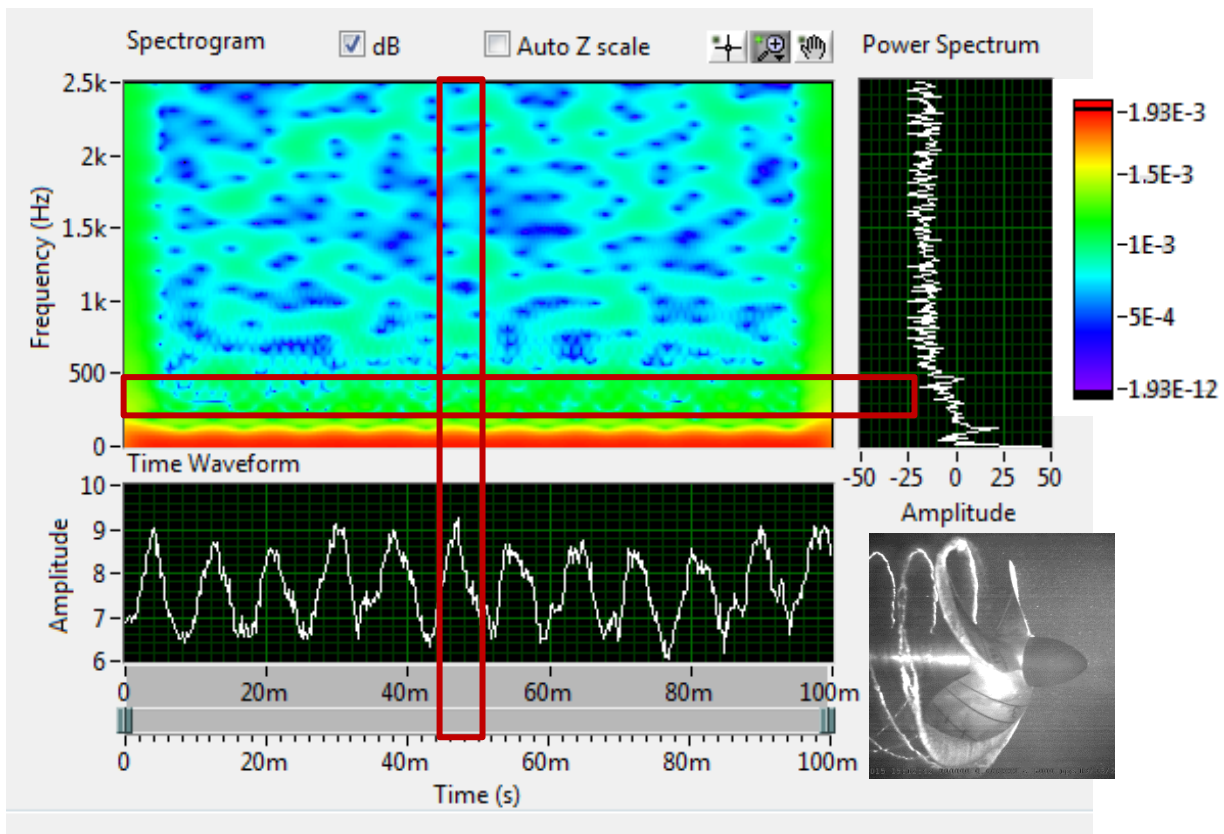 Spectrogram
dB
Auto Z scale
Power Spectrum
Frequency (Hz)
2.5k
2k
1.5k
1k
500
0
1.93E-3
1.5E-3
1E-3
5E-4
1.93E-12
-50 -25 0 25 50
Amplitude
Time Waveform
Amplitude
10
9
8
7
6
0 20m 40m 60m 80m 100m
0 20m 40m 60m 80m 100m
Time (s)